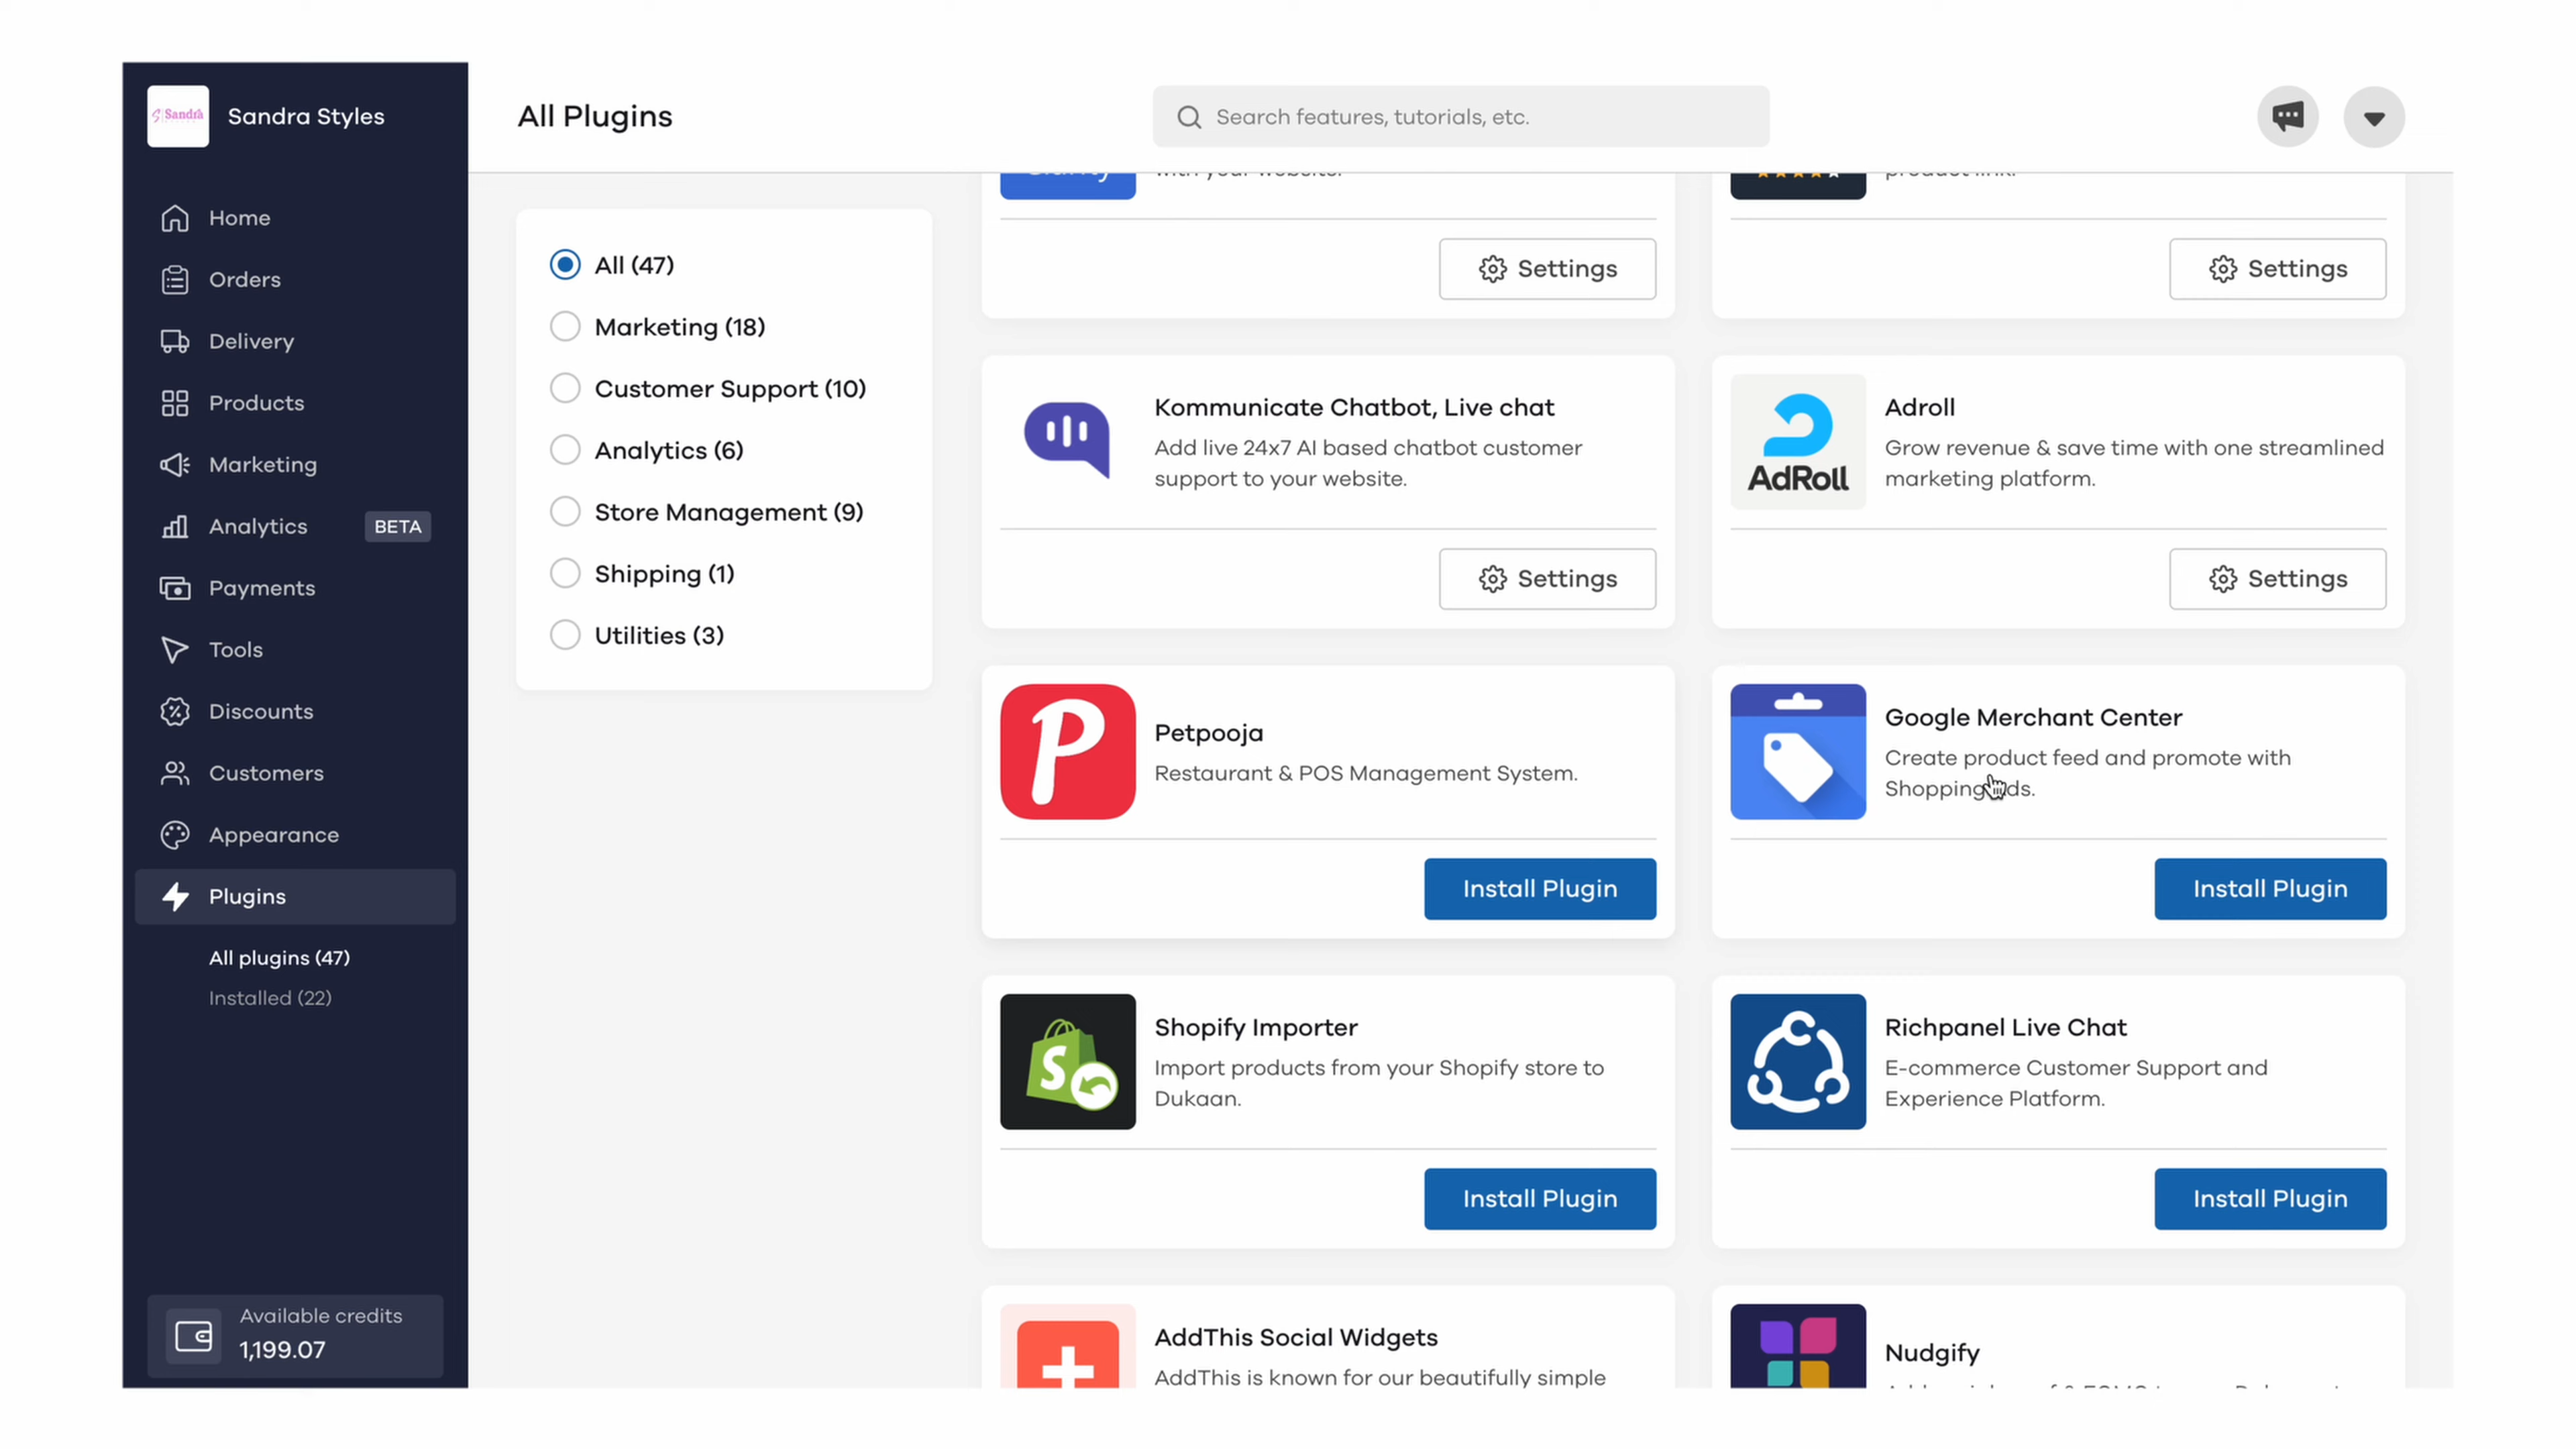 Sandra
Sandra Styles
All Plugins
Search features, tutorials, etc.
Home
Orders
Delivery
Products
Marketing
Analytics BETA
Payments
Tools
Discounts
Customers
Appearance
Plugins
All plugins (47)
Installed (22)
Available credits
1,199.07
All (47)
Marketing (18)
Customer Support (10)
Analytics (6)
Store Management (9)
Shipping (1)
Utilities (3)
Clarity
with your website.
Settings
product link.
Settings
Kommunicate Chatbot, Live chat
Add live 24x7 AI based chatbot customer
support to your website.
Settings
AdRoll
Adroll
Grow revenue & save time with one streamlined
marketing platform.
Settings
Petpooja
Restaurant & POS Management System.
Install Plugin
Google Merchant Center
Create product feed and promote with
Shopping ads.
Install Plugin
Shopify Importer
Import products from your Shopify store to
Dukaan.
Install Plugin
Richpanel Live Chat
E-commerce Customer Support and
Experience Platform.
Install Plugin
AddThis Social Widgets
AddThis is known for our beautifully simple
Nudgify